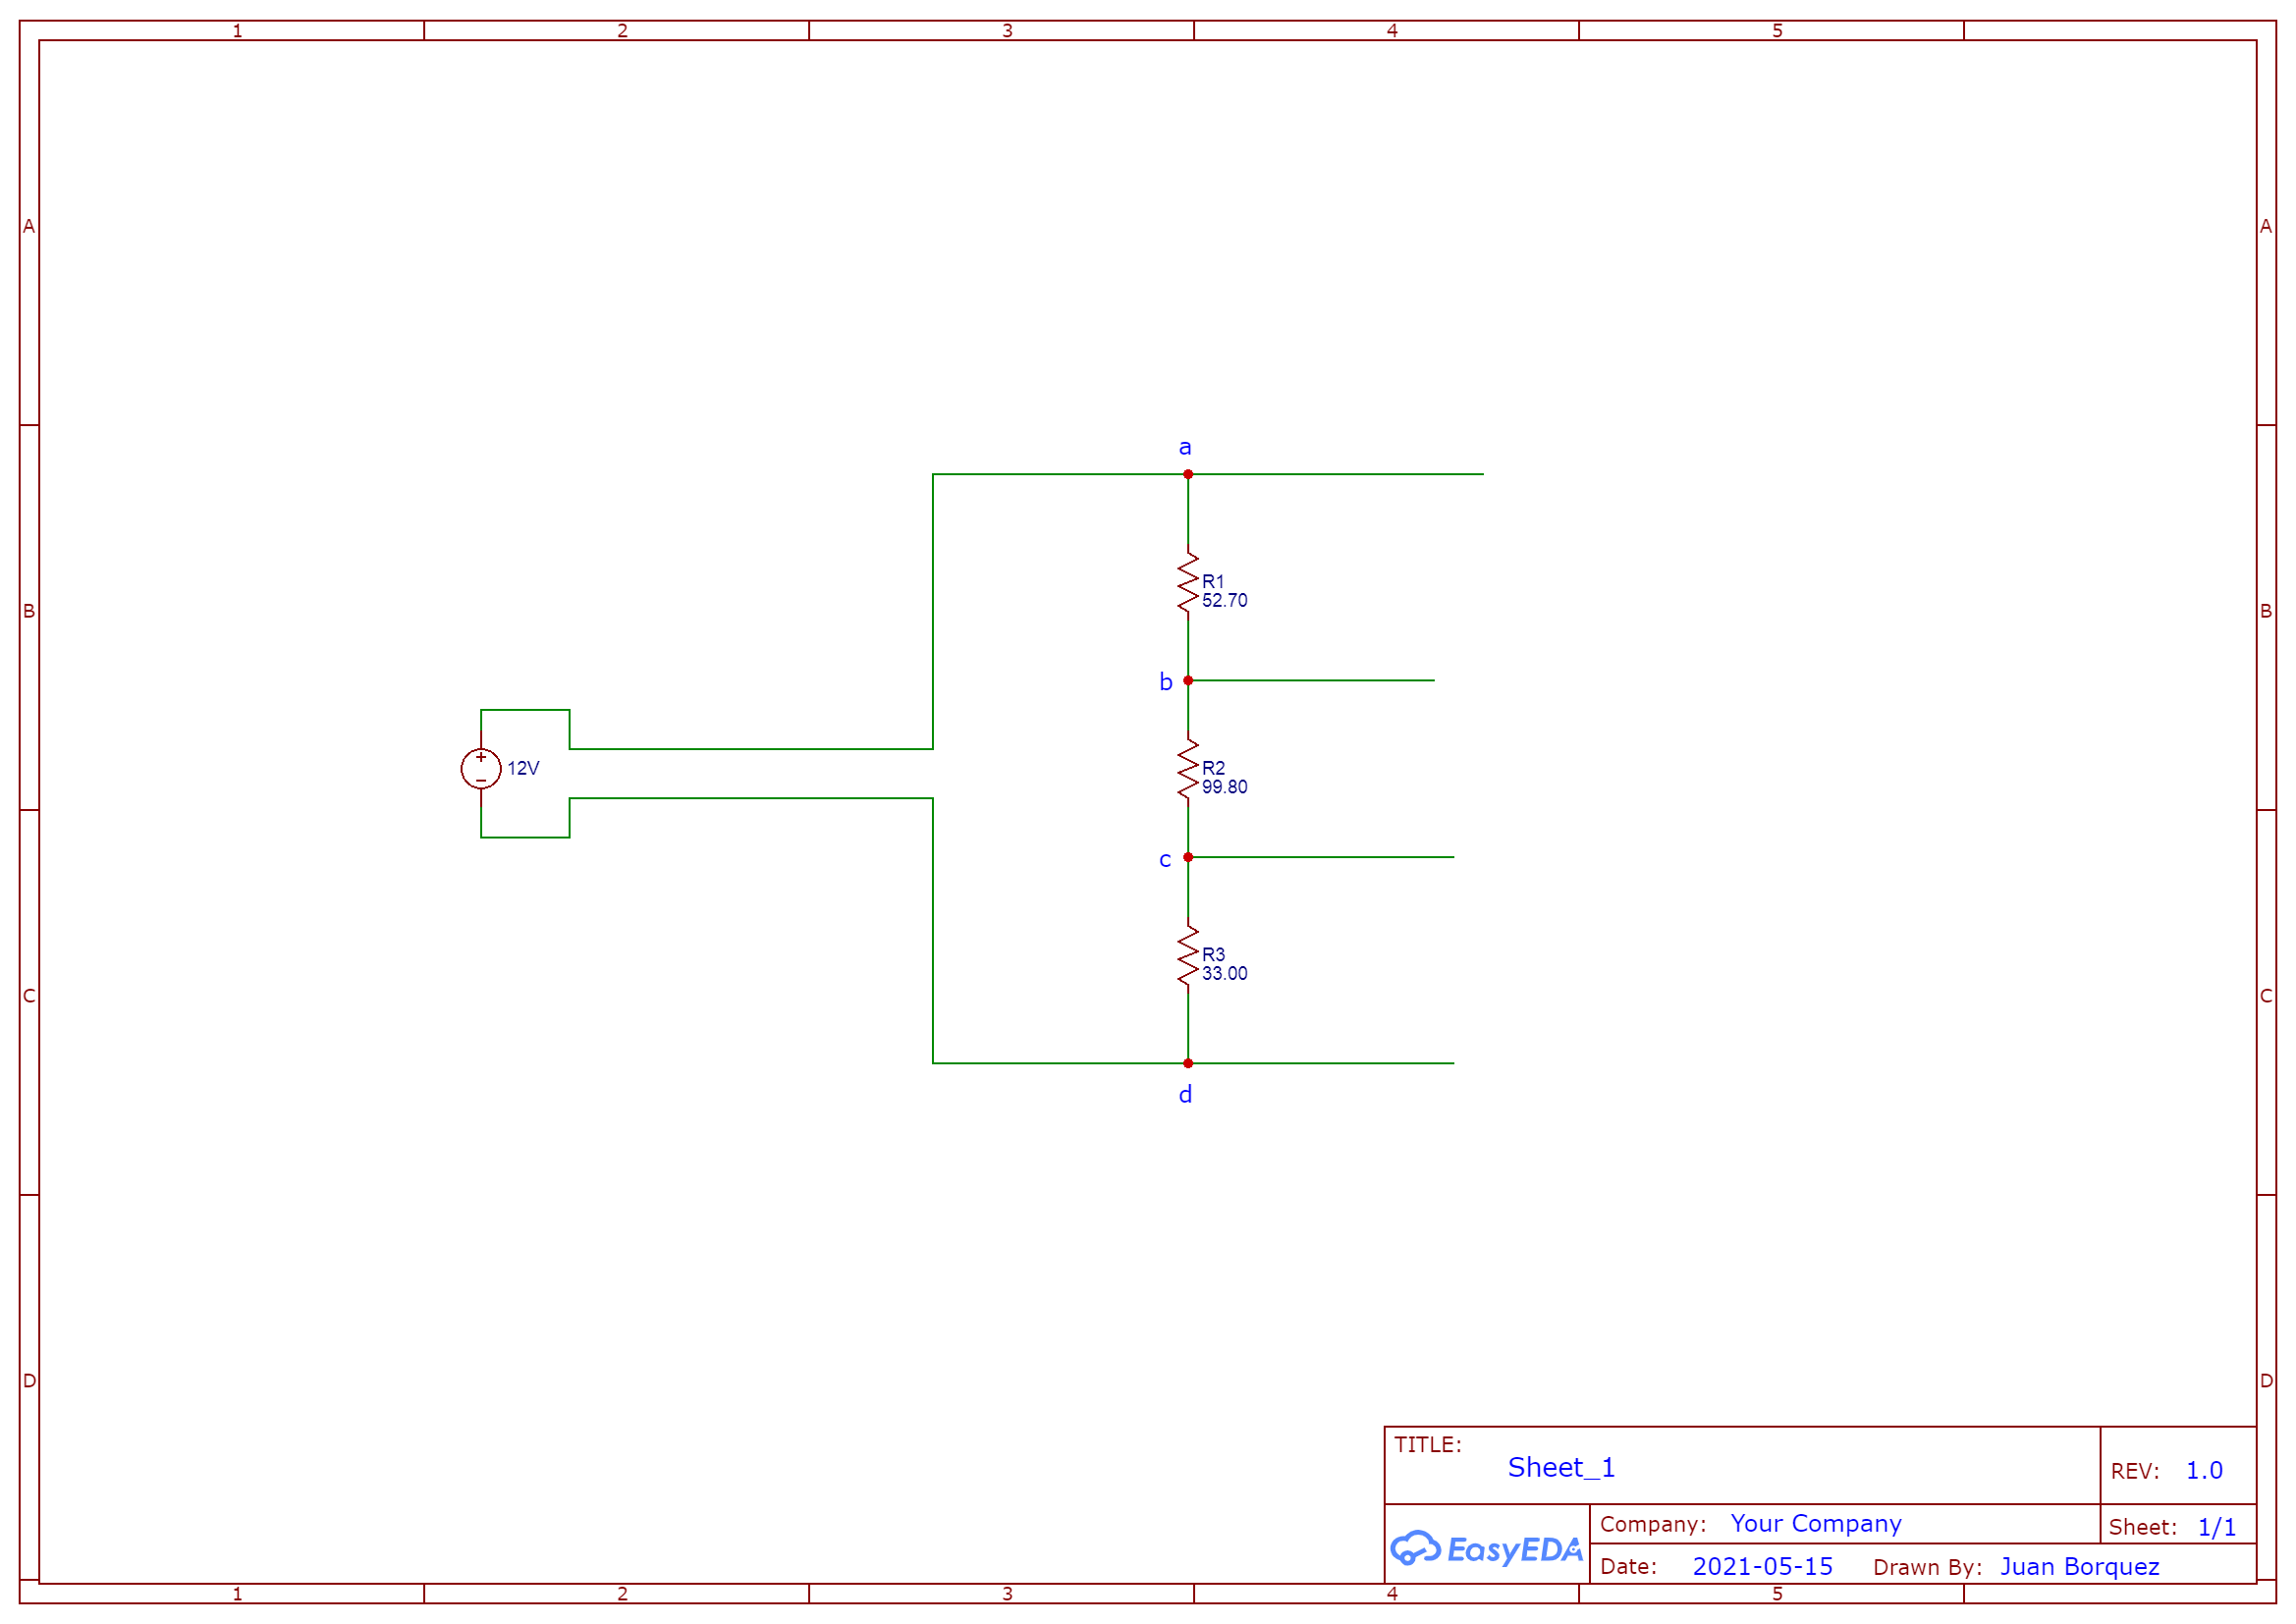 1 2 3 4 5
A A
a
R1
52.70
B B
b
12V
R2
99.80
c
R3
33.00
C C
d
D D
TITLE:
Sheet_1
REV: 1.0
EasyEDA
Company: Your Company
Sheet: 1/1
Date: 2021-05-15 Drawn By: Juan Borquez
1 2 3 4 5